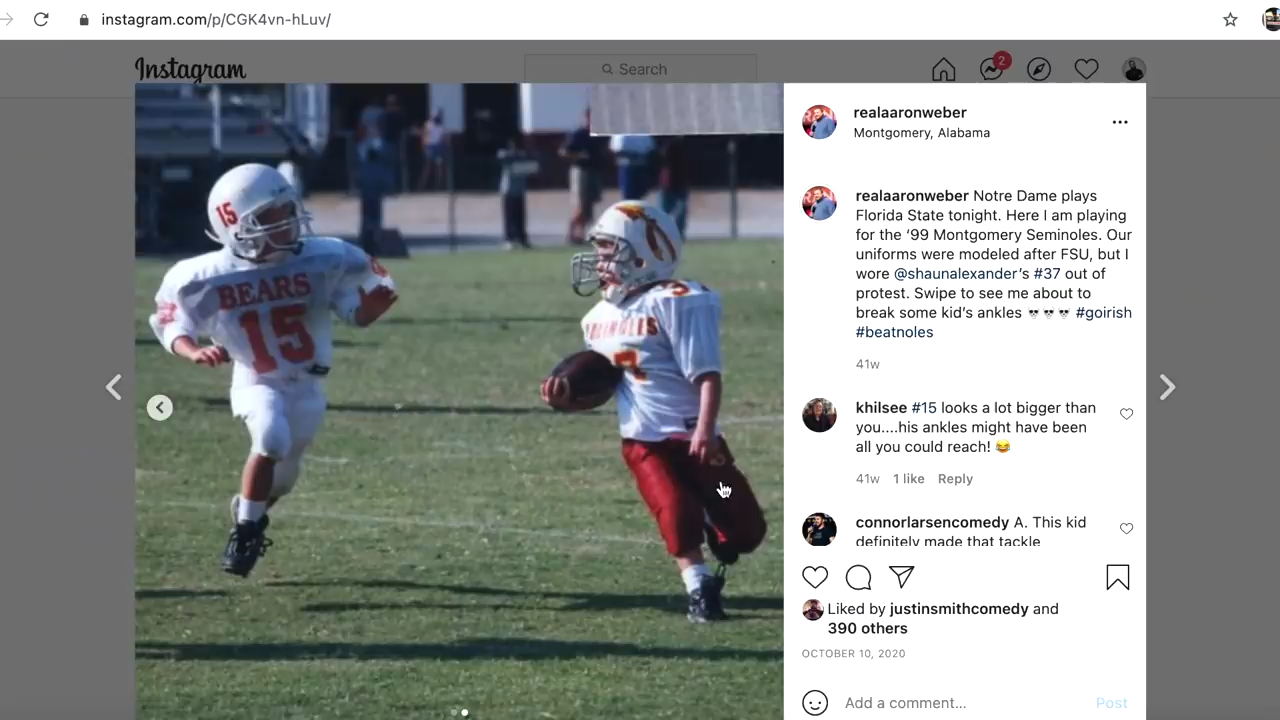 instagram.com/p/CGK4vn-hLuv/
Instagram
Search
2
15
BEARS
15
realaaronweber
Montgomery, Alabama
realaaronweber Notre Dame plays
Florida State tonight. Here I am playing
for the ‘99 Montgomery Seminoles. Our
uniforms were modeled after FSU, but I
wore @shaunalexander’s #37 out of
protest. Swipe to see me about to
break some kid’s ankles ☠️☠️☠️ #goirish
#beatnoles
41w
khilsee #15 looks a lot bigger than
you....his ankles might have been
all you could reach! 😂
41w 1 like Reply
connorlarsencomedy A. This kid
definitely made that tackle
Liked by justinsmithcomedy and
390 others
OCTOBER 10, 2020
Add a comment...
Post